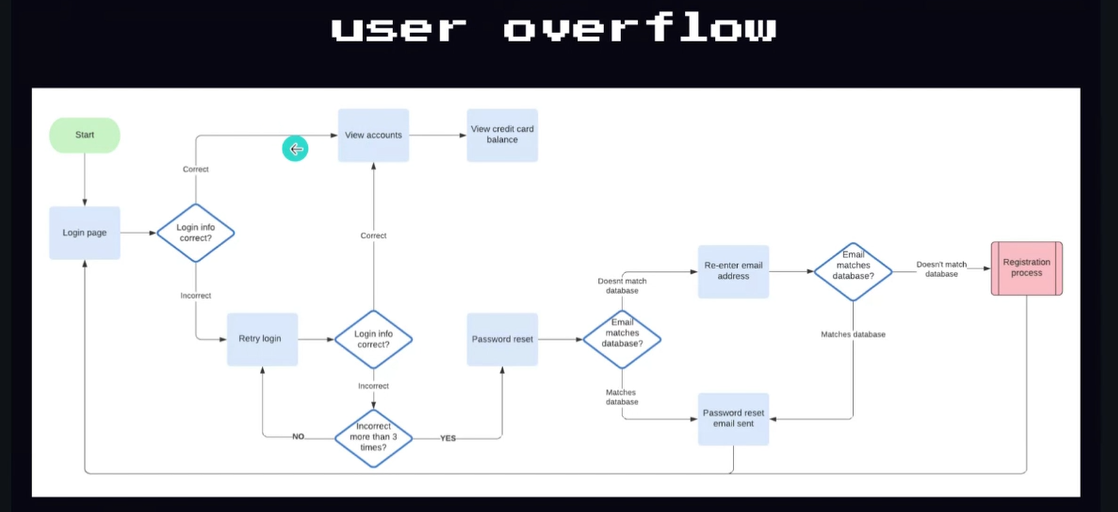 user overflow
Start
View accounts
View credit card
balance
Correct
Login page
Login info
correct?
Correct
Incorrect
Retry login
Login info
correct?
Incorrect
Incorrect
more than 3
times?
NO
YES
Password reset
Email
matches
database?
Doesnt match
database
Re-enter email
address
Email
matches
database?
Doesn't match
database
Registration
process
Matches database
Matches
database
Password reset
email sent